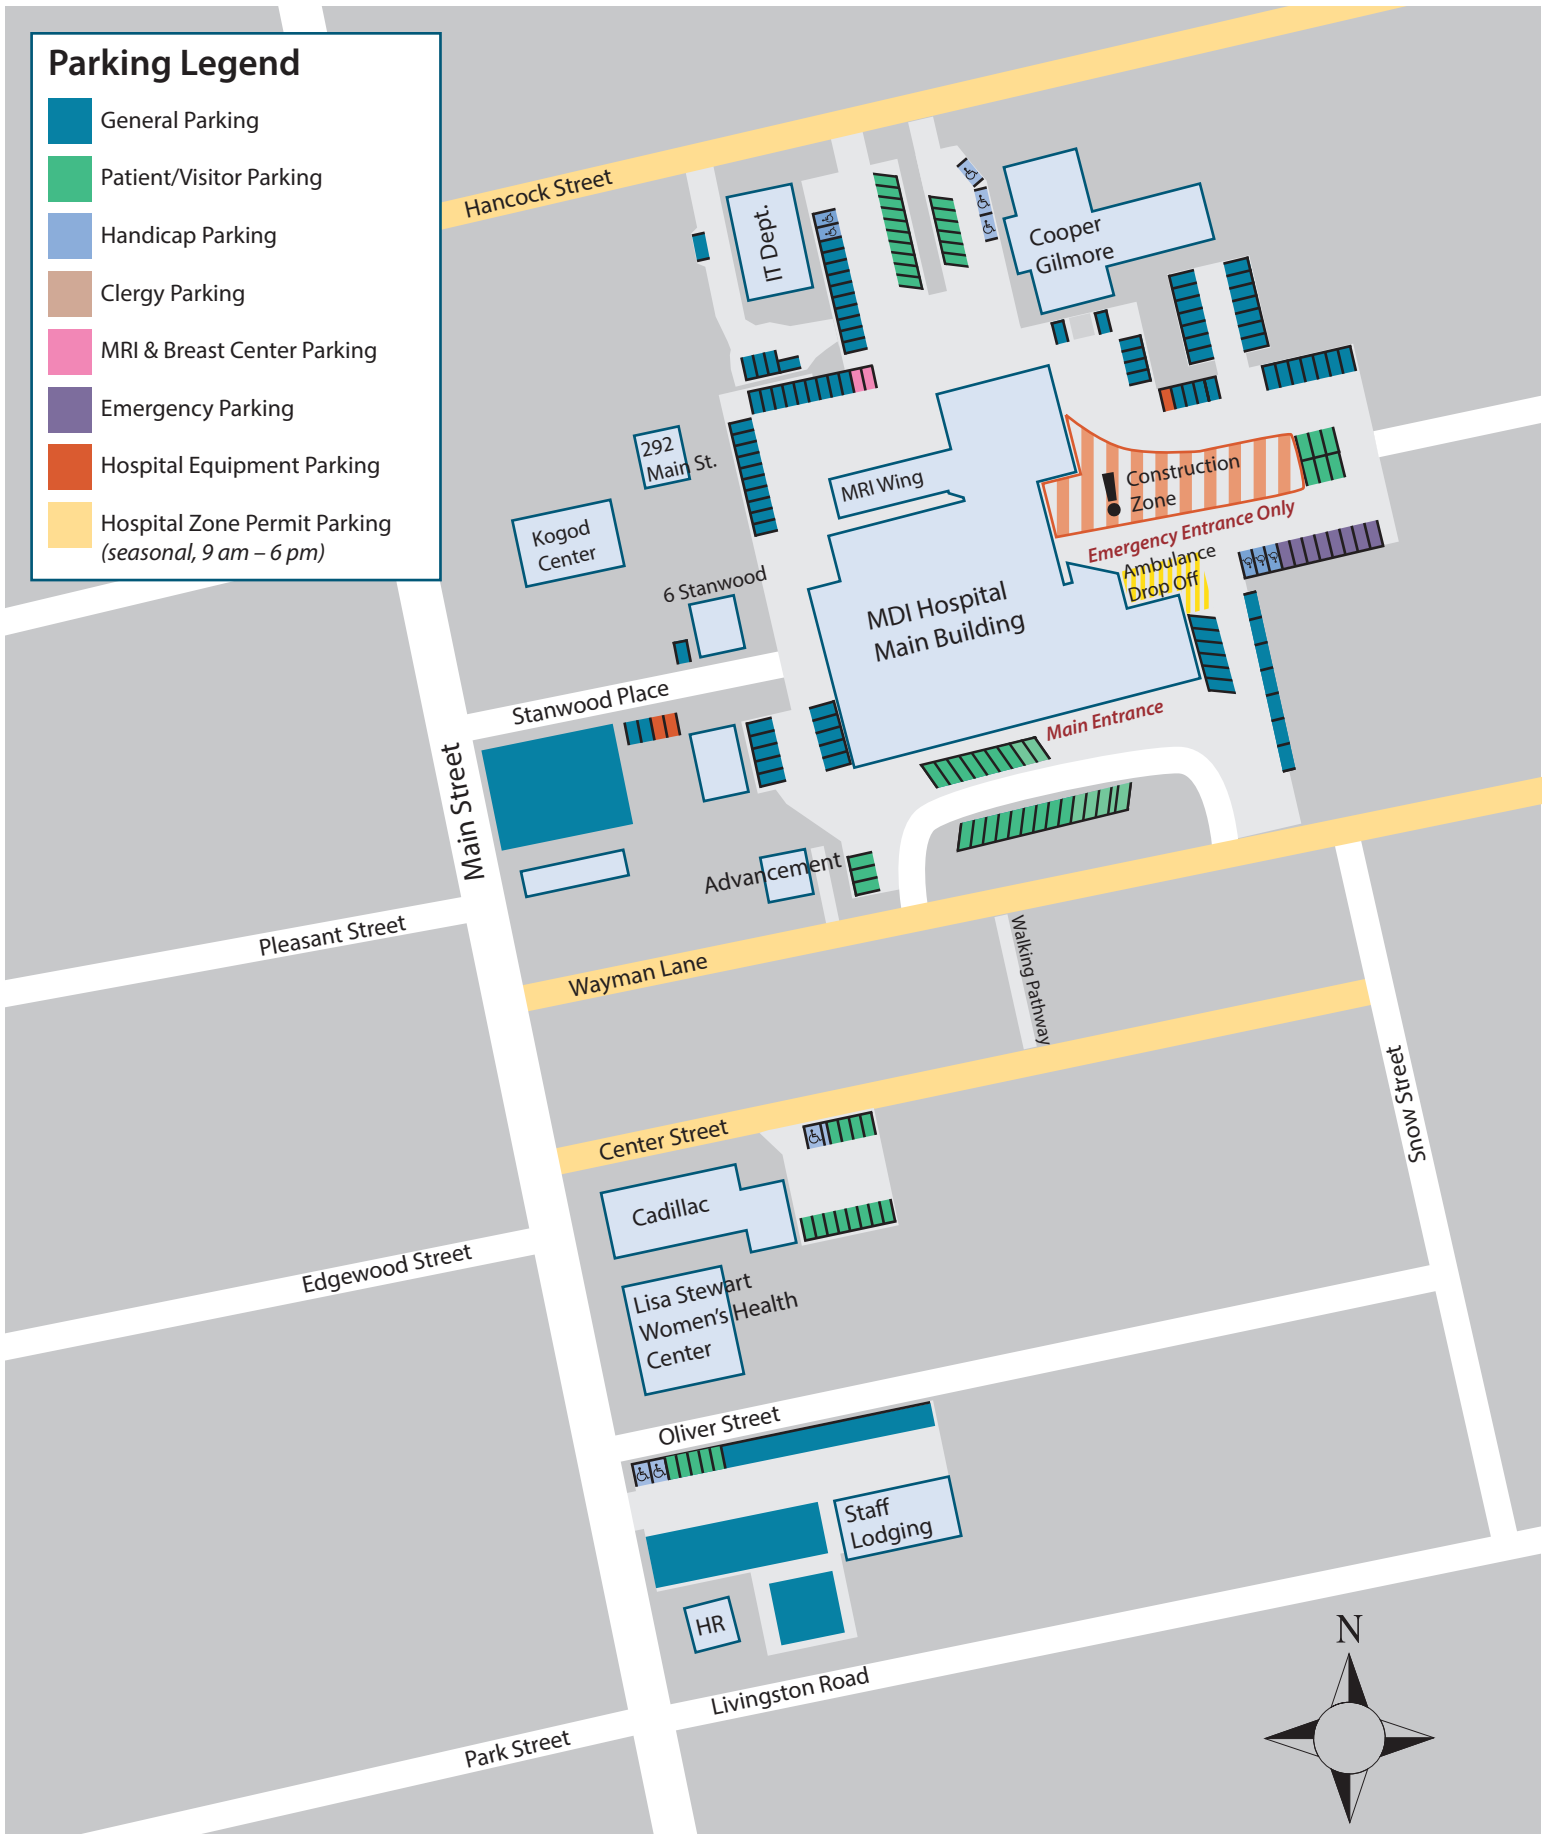 Parking Legend
General Parking
Patient/Visitor Parking
Handicap Parking
Clergy Parking
MRI & Breast Center Parking
Emergency Parking
Hospital Equipment Parking
Hospital Zone Permit Parking
(seasonal, 9 am – 6 pm)
Hancock Street
IT Dept.
Cooper
Gilmore
292
Main St.
MRI Wing
Construction
Zone
!
Kogod
Center
Emergency Entrance Only
Ambulance
Drop Off
6 Stanwood
MDI Hospital
Main Building
Stanwood Place
Main Entrance
Main Street
Advancement
Pleasant Street
Wayman Lane
Walking Pathway
Snow Street
Center Street
Cadillac
Edgewood Street
Lisa Stewart
Women's Health
Center
Oliver Street
Staff
Lodging
HR
N
Livingston Road
Park Street